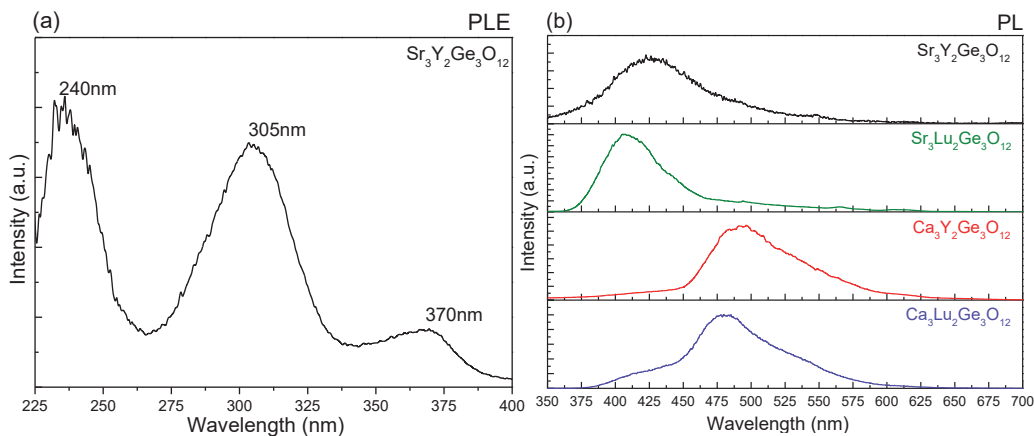 (a) PLE
Sr₃Y₂Ge₃O₁₂
240nm
305nm
370nm
Intensity (a.u.)
225 250 275 300 325 350 375 400
Wavelength (nm)
(b) PL
Sr₃Y₂Ge₃O₁₂
Sr₃Lu₂Ge₃O₁₂
Ca₃Y₂Ge₃O₁₂
Ca₃Lu₂Ge₃O₁₂
Intensity (a.u.)
350 375 400 425 450 475 500 525 550 575 600 625 650 675 700
Wavelength (nm)